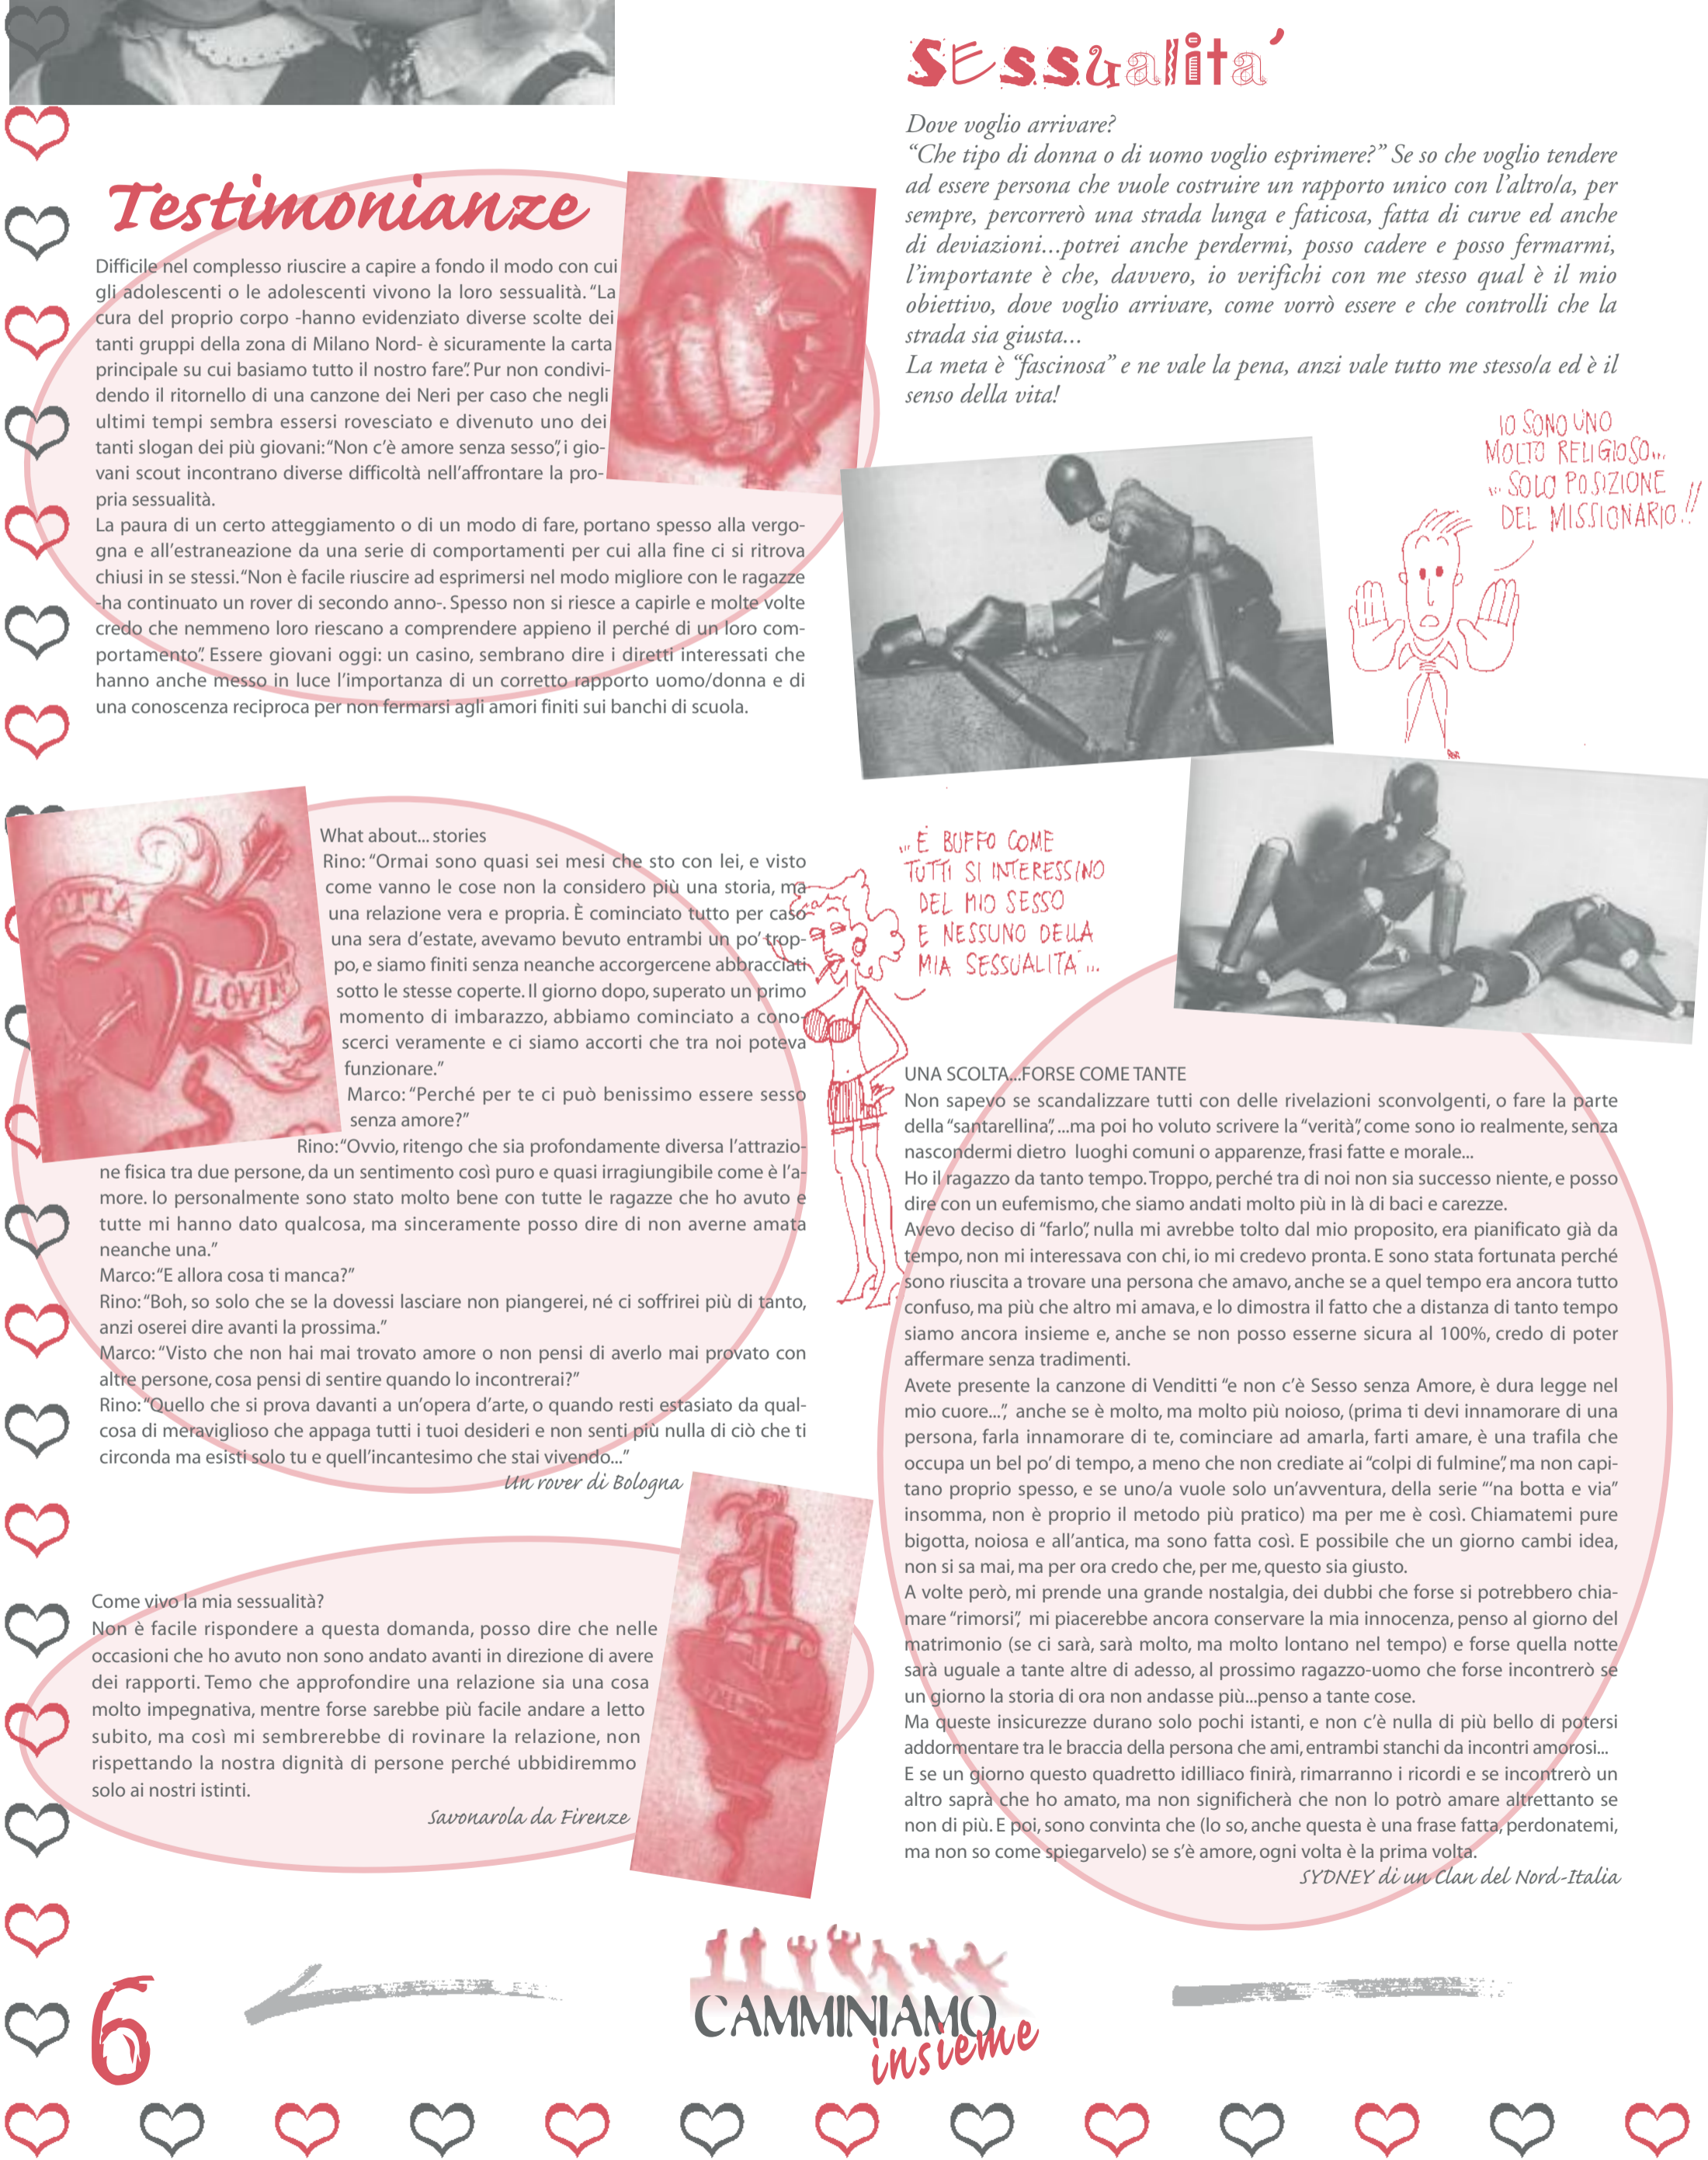 Testimonianze
Difficile nel complesso riuscire a capire a fondo il modo con cui
gli adolescenti o le adolescenti vivono la loro sessualità. “La
cura del proprio corpo -hanno evidenziato diverse scolte dei
tanti gruppi della zona di Milano Nord- è sicuramente la carta
principale su cui basiamo tutto il nostro fare”. Pur non condivi-
dendo il ritornello di una canzone dei Neri per caso che negli
ultimi tempi sembra essersi rovesciato e divenuto uno dei
tanti slogan dei più giovani: “Non c’è amore senza sesso”, i gio-
vani scout incontrano diverse difficoltà nell’affrontare la pro-
pria sessualità.
La paura di un certo atteggiamento o di un modo di fare, portano spesso alla vergo-
gna e all’estraneazione da una serie di comportamenti per cui alla fine ci si ritrova
chiusi in se stessi. “Non è facile riuscire ad esprimersi nel modo migliore con le ragazze
-ha continuato un rover di secondo anno-. Spesso non si riesce a capirle e molte volte
credo che nemmeno loro riescano a comprendere appieno il perché di un loro com-
portamento”. Essere giovani oggi: un casino, sembrano dire i diretti interessati che
hanno anche messo in luce l’importanza di un corretto rapporto uomo/donna e di
una conoscenza reciproca per non fermarsi agli amori finiti sui banchi di scuola.
OTTA
LOVIN
What about... stories
Rino: “Ormai sono quasi sei mesi che sto con lei, e visto
come vanno le cose non la considero più una storia, ma
una relazione vera e propria. È cominciato tutto per caso
una sera d’estate, avevamo bevuto entrambi un po’ trop-
po, e siamo finiti senza neanche accorgercene abbracciati
sotto le stesse coperte. Il giorno dopo, superato un primo
momento di imbarazzo, abbiamo cominciato a cono-
scerci veramente e ci siamo accorti che tra noi poteva
funzionare.”
Marco: “Perché per te ci può benissimo essere sesso
senza amore?”
Rino: “Ovvio, ritengo che sia profondamente diversa l’attrazio-
ne fisica tra due persone, da un sentimento così puro e quasi irragiungibile come è l’a-
more. Io personalmente sono stato molto bene con tutte le ragazze che ho avuto e
tutte mi hanno dato qualcosa, ma sinceramente posso dire di non averne amata
neanche una.”
Marco: “E allora cosa ti manca?”
Rino: “Boh, so solo che se la dovessi lasciare non piangerei, né ci soffrirei più di tanto,
anzi oserei dire avanti la prossima.”
Marco: “Visto che non hai mai trovato amore o non pensi di averlo mai provato con
altre persone, cosa pensi di sentire quando lo incontrerai?”
Rino: “Quello che si prova davanti a un’opera d’arte, o quando resti estasiato da qual-
cosa di meraviglioso che appaga tutti i tuoi desideri e non senti più nulla di ciò che ti
circonda ma esisti solo tu e quell’incantesimo che stai vivendo...”
Un rover di Bologna
Come vivo la mia sessualità?
Non è facile rispondere a questa domanda, posso dire che nelle
occasioni che ho avuto non sono andato avanti in direzione di avere
dei rapporti. Temo che approfondire una relazione sia una cosa
molto impegnativa, mentre forse sarebbe più facile andare a letto
subito, ma così mi sembrerebbe di rovinare la relazione, non
rispettando la nostra dignità di persone perché ubbidiremmo
solo ai nostri istinti.
Savonarola da Firenze
sEssualita’
Dove voglio arrivare?
“Che tipo di donna o di uomo voglio esprimere?” Se so che voglio tendere
ad essere persona che vuole costruire un rapporto unico con l’altro/a, per
sempre, percorrerò una strada lunga e faticosa, fatta di curve ed anche
di deviazioni...potrei anche perdermi, posso cadere e posso fermarmi,
l’importante è che, davvero, io verifichi con me stesso qual è il mio
obiettivo, dove voglio arrivare, come vorrò essere e che controlli che la
strada sia giusta...
La meta è “fascinosa” e ne vale la pena, anzi vale tutto me stesso/a ed è il
senso della vita!
IO SONO UNO
MOLTO RELIGIOSO...
... SOLO POSIZIONE
DEL MISSIONARIO!!
... È BUFFO COME
TUTTI SI INTERESSINO
DEL MIO SESSO
E NESSUNO DELLA
MIA SESSUALITA' ...
UNA SCOLTA...FORSE COME TANTE
Non sapevo se scandalizzare tutti con delle rivelazioni sconvolgenti, o fare la parte
della “santarellina”, ...ma poi ho voluto scrivere la “verità”, come sono io realmente, senza
nascondermi dietro luoghi comuni o apparenze, frasi fatte e morale...
Ho il ragazzo da tanto tempo. Troppo, perché tra di noi non sia successo niente, e posso
dire con un eufemismo, che siamo andati molto più in là di baci e carezze.
Avevo deciso di “farlo”, nulla mi avrebbe tolto dal mio proposito, era pianificato già da
tempo, non mi interessava con chi, io mi credevo pronta. E sono stata fortunata perché
sono riuscita a trovare una persona che amavo, anche se a quel tempo era ancora tutto
confuso, ma più che altro mi amava, e lo dimostra il fatto che a distanza di tanto tempo
siamo ancora insieme e, anche se non posso esserne sicura al 100%, credo di poter
affermare senza tradimenti.
Avete presente la canzone di Venditti “e non c’è Sesso senza Amore, è dura legge nel
mio cuore...”, anche se è molto, ma molto più noioso, (prima ti devi innamorare di una
persona, farla innamorare di te, cominciare ad amarla, farti amare, è una trafila che
occupa un bel po’ di tempo, a meno che non crediate ai “colpi di fulmine”, ma non capi-
tano proprio spesso, e se uno/a vuole solo un’avventura, della serie “’na botta e via”
insomma, non è proprio il metodo più pratico) ma per me è così. Chiamatemi pure
bigotta, noiosa e all’antica, ma sono fatta così. E possibile che un giorno cambi idea,
non si sa mai, ma per ora credo che, per me, questo sia giusto.
A volte però, mi prende una grande nostalgia, dei dubbi che forse si potrebbero chia-
mare “rimorsi”, mi piacerebbe ancora conservare la mia innocenza, penso al giorno del
matrimonio (se ci sarà, sarà molto, ma molto lontano nel tempo) e forse quella notte
sarà uguale a tante altre di adesso, al prossimo ragazzo-uomo che forse incontrerò se
un giorno la storia di ora non andasse più...penso a tante cose.
Ma queste insicurezze durano solo pochi istanti, e non c’è nulla di più bello di potersi
addormentare tra le braccia della persona che ami, entrambi stanchi da incontri amorosi...
E se un giorno questo quadretto idilliaco finirà, rimarranno i ricordi e se incontrerò un
altro saprà che ho amato, ma non significherà che non lo potrò amare altrettanto se
non di più. E poi, sono convinta che (lo so, anche questa è una frase fatta, perdonatemi,
ma non so come spiegarvelo) se s’è amore, ogni volta è la prima volta.
SYDNEY di un Clan del Nord-Italia
6
CAMMINIAMO
insieme